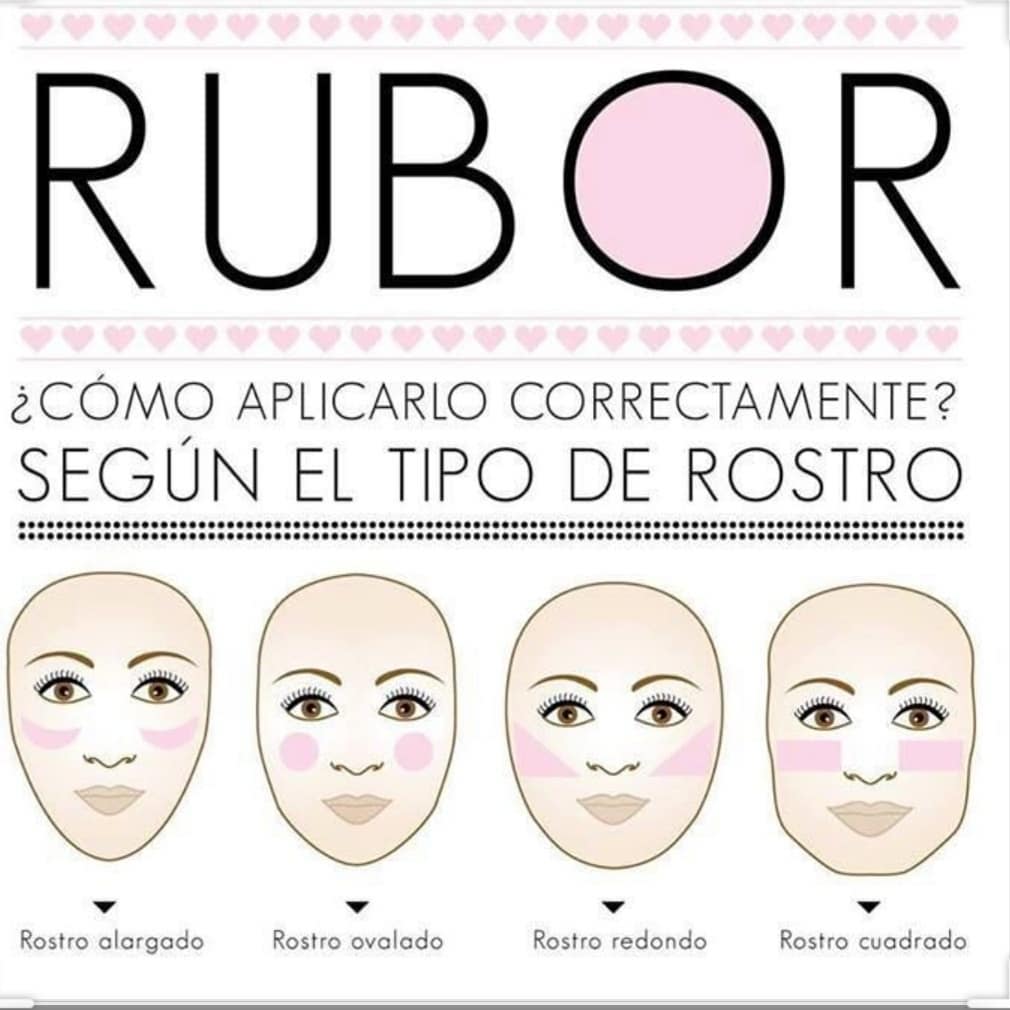 RUBOR
¿CÓMO APLICARLO CORRECTAMENTE?
SEGÚN EL TIPO DE ROSTRO
Rostro alargado
Rostro ovalado
Rostro redondo
Rostro cuadrado